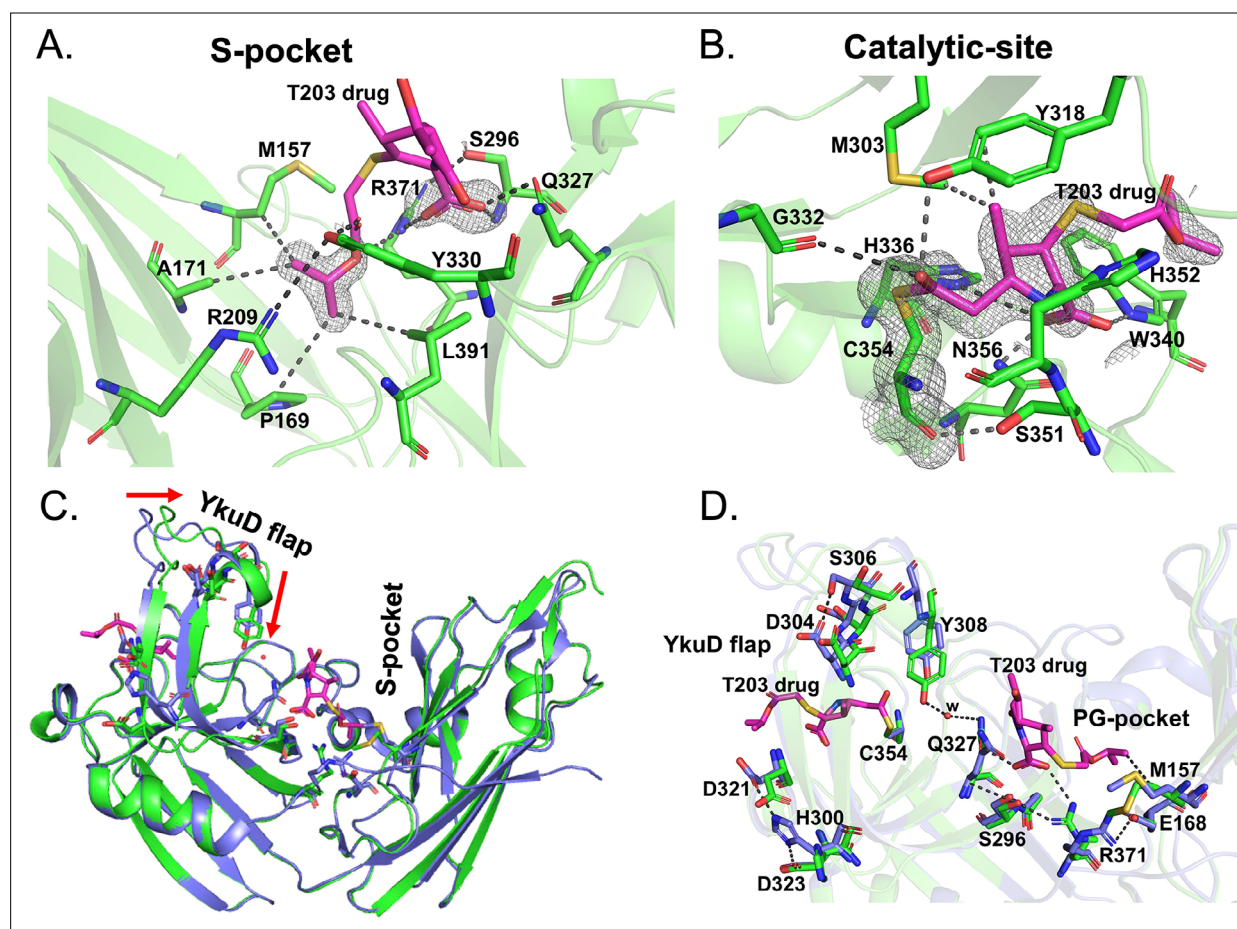 A.
S-pocket
T203 drug
M157
S296
R371
Q327
A171
Y330
R209
L391
P169
B.
Catalytic-site
Y318
M303
T203 drug
G332
H336
H352
C354
N356
W340
S351
C.
YkuD flap
S-pocket
D.
S306
D304
Y308
YkuD flap
T203 drug
T203 drug
w
PG-pocket
C354
Q327
M157
D321
E168
H300
S296
R371
D323